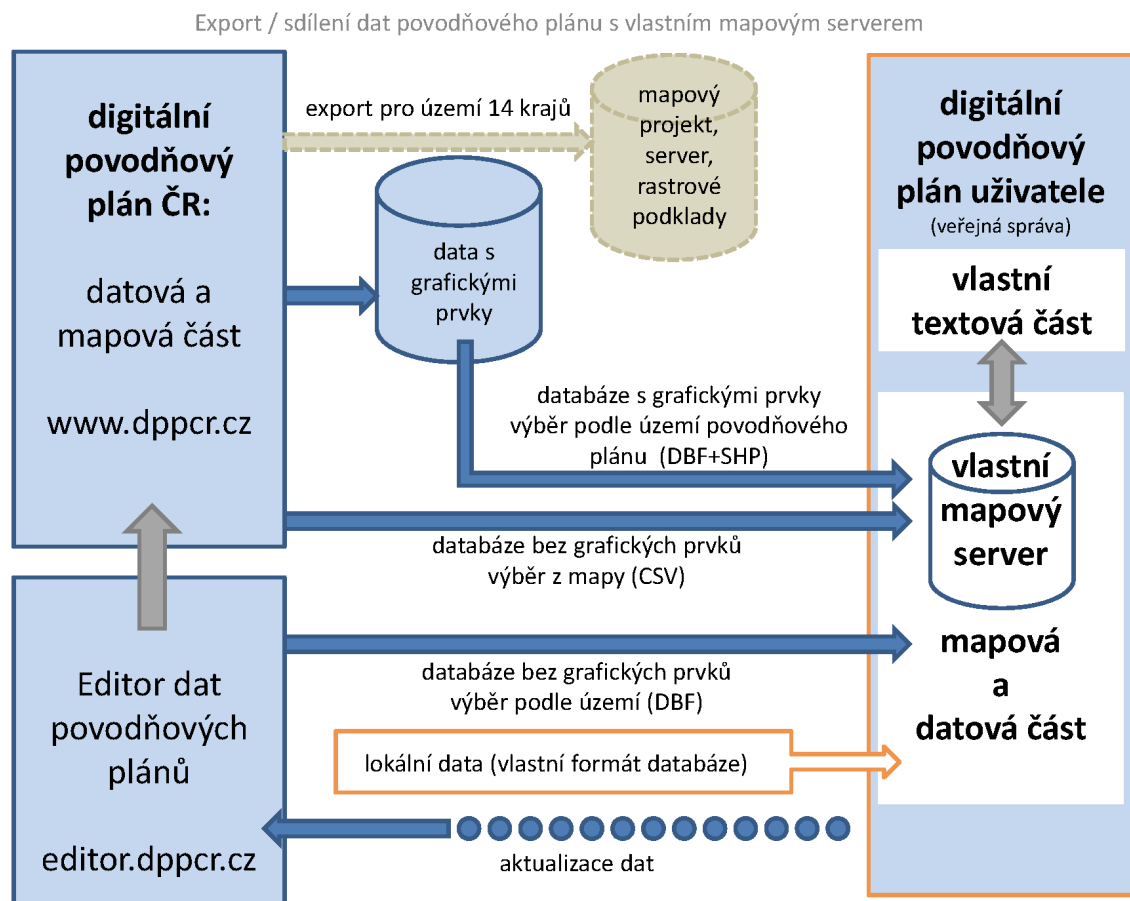 Export / sdílení dat povodňového plánu s vlastním mapovým serverem
digitální
povodňový
plán ČR:
datová a
mapová část
www.dppcr.cz
export pro území 14 krajů
mapový
projekt,
server,
rastrové
podklady
data s
grafickými
prvky
digitální
povodňový
plán uživatele
(veřejná správa)
vlastní
textová část
databáze s grafickými prvky
výběr podle území povodňového
plánu (DBF+SHP)
vlastní
mapový
server
databáze bez grafických prvků
výběr z mapy (CSV)
Editor dat
povodňových
plánů
editor.dppcr.cz
databáze bez grafických prvků
výběr podle území (DBF)
mapová
a
datová část
lokální data (vlastní formát databáze)
aktualizace dat